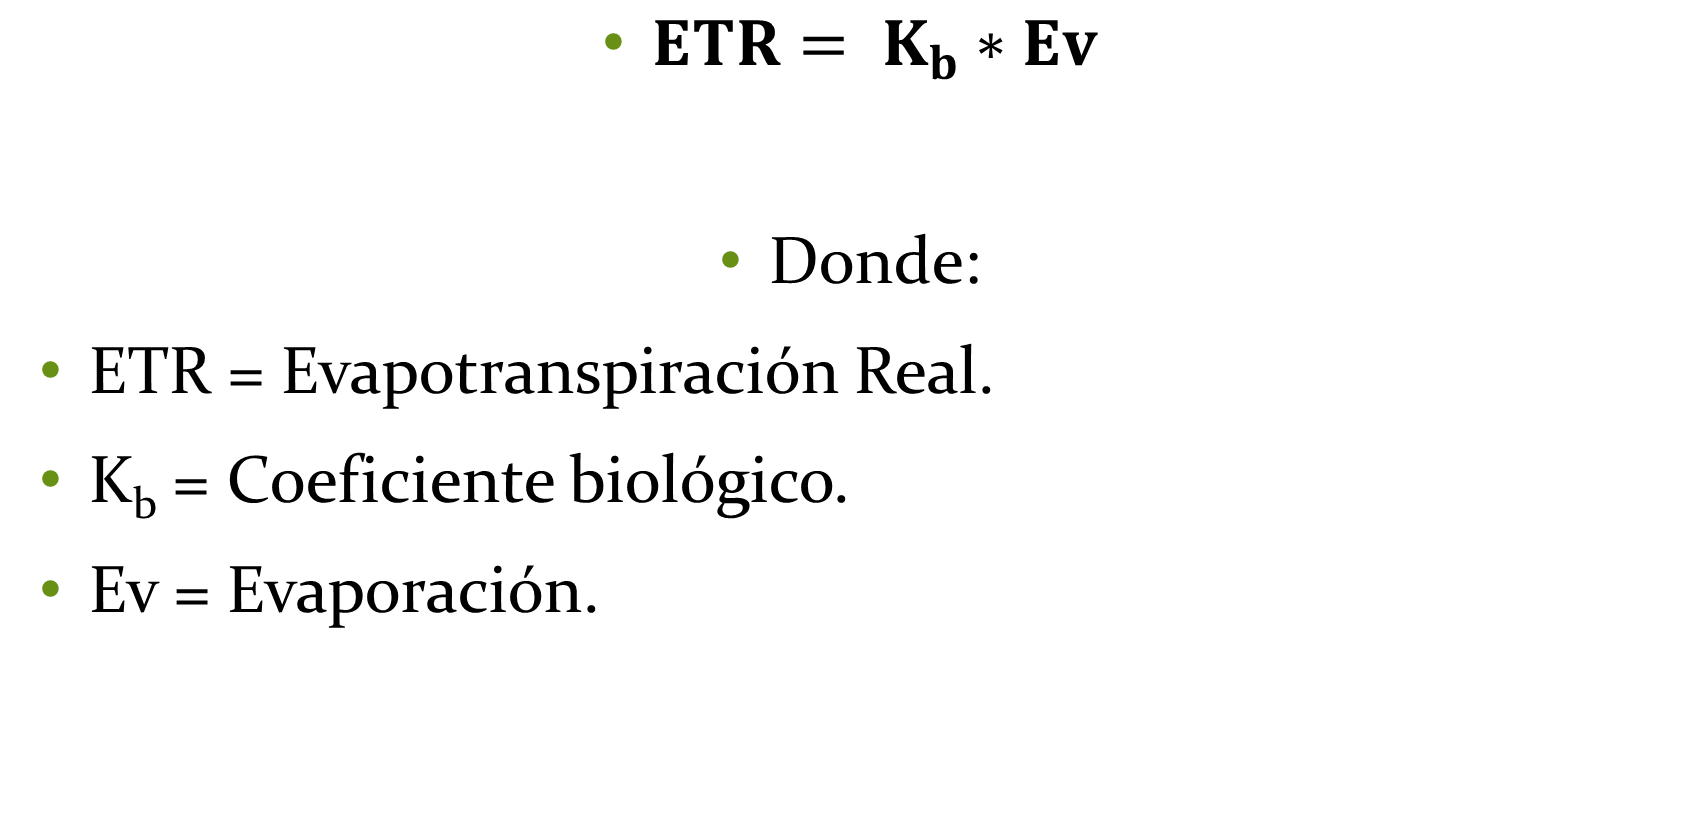 • ETR = K_b * Ev
• Donde:
• ETR = Evapotranspiración Real.
• K_b = Coeficiente biológico.
• Ev = Evaporación.